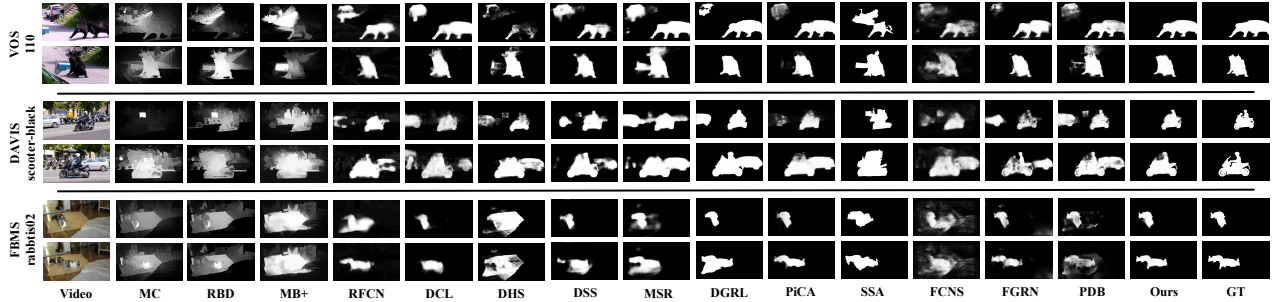 VOS
110
DAVIS
scooter-black
FBMS
rabbtis02
Video MC RBD MB+ RFCN DCL DHS DSS MSR DGRL PiCA SSA FCNS FGRN PDB Ours GT